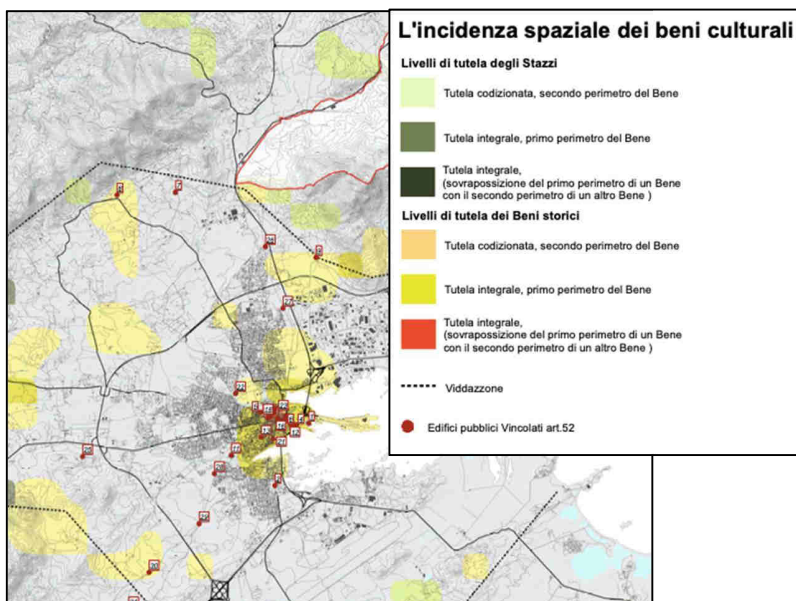 L'incidenza spaziale dei beni culturali
Livelli di tutela degli Stazzi
Tutela codizionata, secondo perimetro del Bene
Tutela integrale, primo perimetro del Bene
Tutela integrale,
(sovrapossizione del primo perimetro di un Bene
con il secondo perimetro di un altro Bene )
Livelli di tutela dei Beni storici
Tutela codizionata, secondo perimetro del Bene
Tutela integrale, primo perimetro del Bene
Tutela integrale,
(sovrapossizione del primo perimetro di un Bene
con il secondo perimetro di un altro Bene )
Viddazzone
Edifici pubblici Vincolati art.52